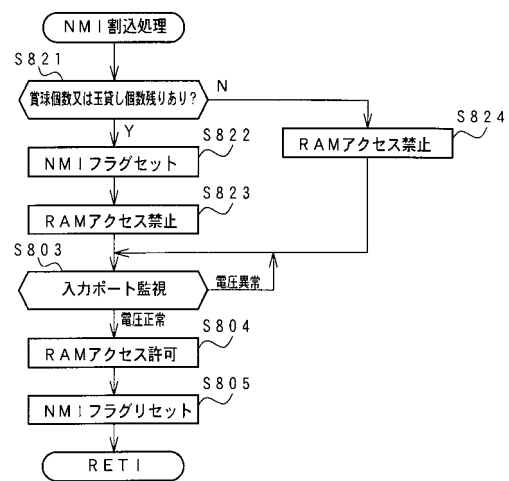 NMI割込処理
S821
賞球個数又は玉貸し個数残りあり?
N
Y
S822
NMIフラグセット
S824
RAMアクセス禁止
S823
RAMアクセス禁止
S803
入力ポート監視
電圧異常
電圧正常
S804
RAMアクセス許可
S805
NMIフラグリセット
RETI